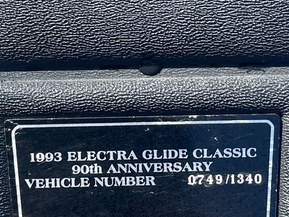 1993 ELECTRA GLIDE CLASSIC
90th ANNIVERSARY
VEHICLE NUMBER 0749/1340